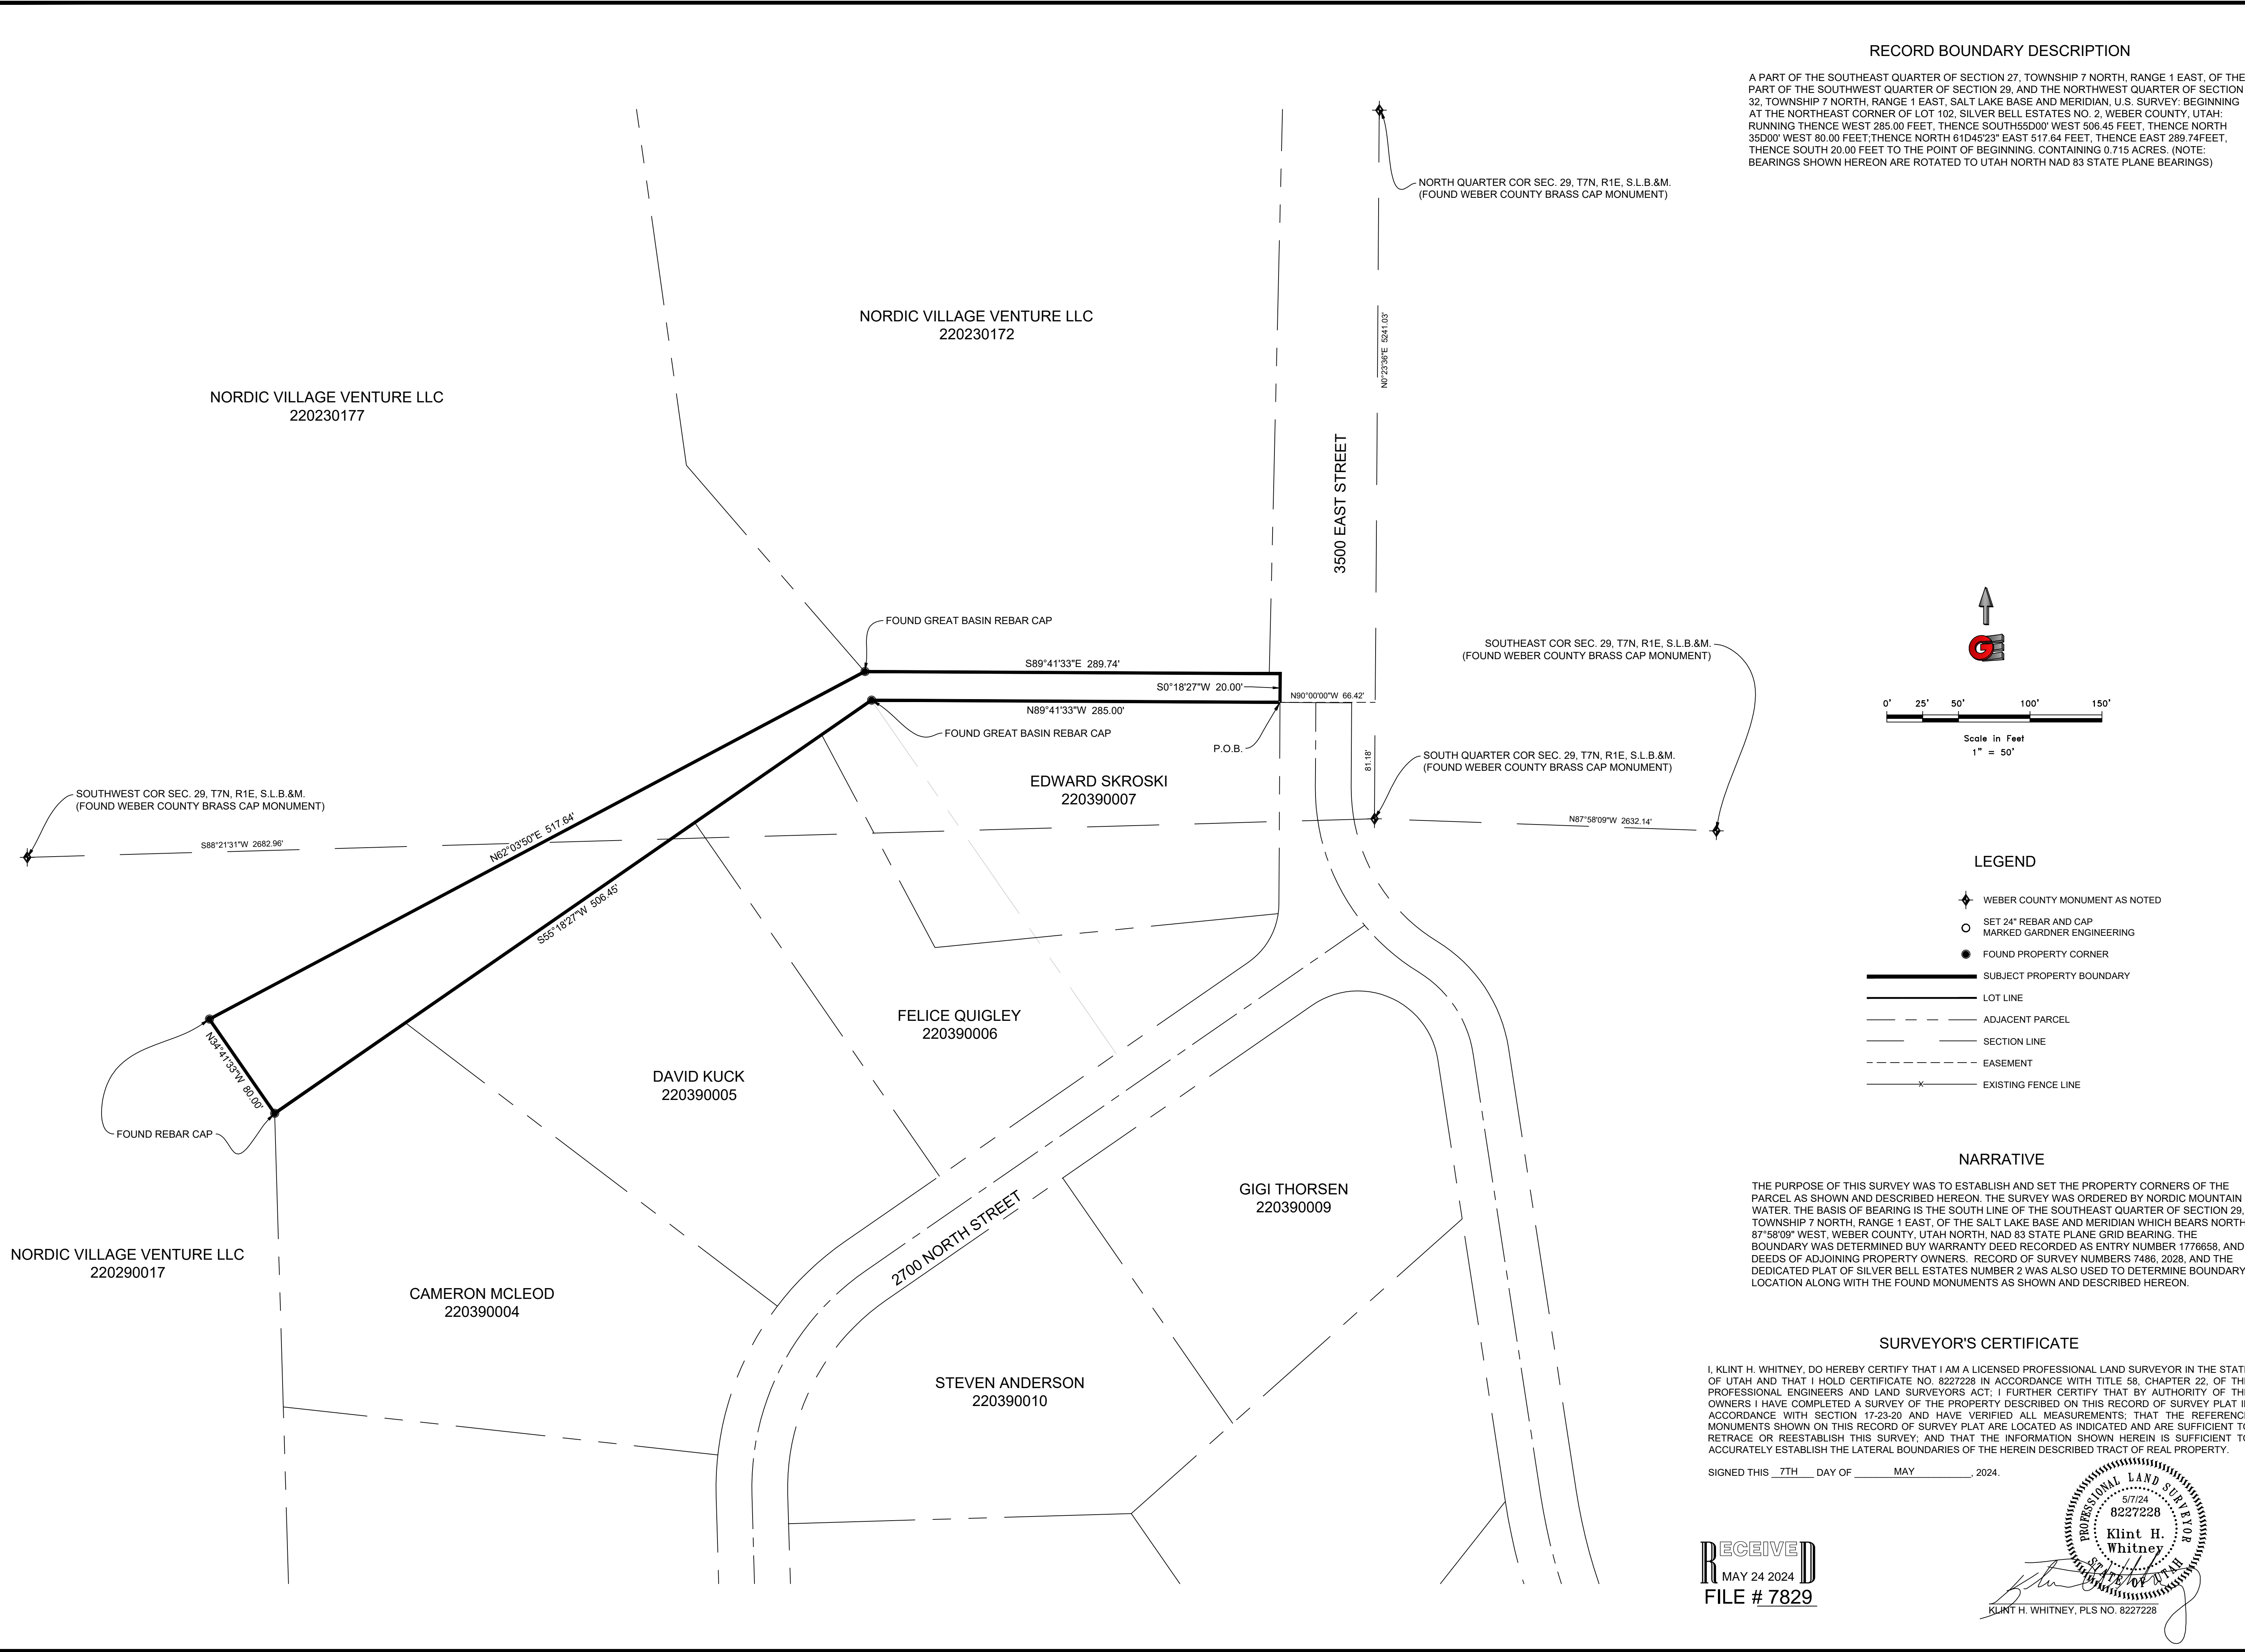 RECORD BOUNDARY DESCRIPTION
A PART OF THE SOUTHEAST QUARTER OF SECTION 27, TOWNSHIP 7 NORTH, RANGE 1 EAST, OF THE
PART OF THE SOUTHWEST QUARTER OF SECTION 29, AND THE NORTHWEST QUARTER OF SECTION
32, TOWNSHIP 7 NORTH, RANGE 1 EAST, SALT LAKE BASE AND MERIDIAN, U.S. SURVEY: BEGINNING
AT THE NORTHEAST CORNER OF LOT 102, SILVER BELL ESTATES NO. 2, WEBER COUNTY, UTAH:
RUNNING THENCE WEST 285.00 FEET, THENCE SOUTH55D00' WEST 506.45 FEET, THENCE NORTH
35D00' WEST 80.00 FEET;THENCE NORTH 61D45'23" EAST 517.64 FEET, THENCE EAST 289.74FEET,
THENCE SOUTH 20.00 FEET TO THE POINT OF BEGINNING. CONTAINING 0.715 ACRES. (NOTE:
BEARINGS SHOWN HEREON ARE ROTATED TO UTAH NORTH NAD 83 STATE PLANE BEARINGS)
NORTH QUARTER COR SEC. 29, T7N, R1E, S.L.B.&M.
(FOUND WEBER COUNTY BRASS CAP MONUMENT)
NORDIC VILLAGE VENTURE LLC
220230172
N0°23'36"E 5241.03'
NORDIC VILLAGE VENTURE LLC
220230177
3500 EAST STREET
FOUND GREAT BASIN REBAR CAP
SOUTHEAST COR SEC. 29, T7N, R1E, S.L.B.&M.
(FOUND WEBER COUNTY BRASS CAP MONUMENT)
S89°41'33"E 289.74'
S0°18'27"W 20.00'
N90°00'00"W 66.42'
N89°41'33"W 285.00'
FOUND GREAT BASIN REBAR CAP
P.O.B.
81.18'
SOUTH QUARTER COR SEC. 29, T7N, R1E, S.L.B.&M.
(FOUND WEBER COUNTY BRASS CAP MONUMENT)
G
0' 25' 50' 100' 150'
Scale in Feet
1" = 50'
EDWARD SKROSKI
220390007
SOUTHWEST COR SEC. 29, T7N, R1E, S.L.B.&M.
(FOUND WEBER COUNTY BRASS CAP MONUMENT)
S88°21'31"W 2682.96'
N62°03'50"E 517.64'
N87°58'09"W 2632.14'
S55°18'27"W 506.45'
LEGEND
WEBER COUNTY MONUMENT AS NOTED
SET 24" REBAR AND CAP
MARKED GARDNER ENGINEERING
FOUND PROPERTY CORNER
SUBJECT PROPERTY BOUNDARY
LOT LINE
ADJACENT PARCEL
SECTION LINE
EASEMENT
X
EXISTING FENCE LINE
FELICE QUIGLEY
220390006
N34°41'33"W 80.00'
DAVID KUCK
220390005
FOUND REBAR CAP
GIGI THORSEN
220390009
2700 NORTH STREET
NORDIC VILLAGE VENTURE LLC
220290017
CAMERON MCLEOD
220390004
STEVEN ANDERSON
220390010
NARRATIVE
THE PURPOSE OF THIS SURVEY WAS TO ESTABLISH AND SET THE PROPERTY CORNERS OF THE
PARCEL AS SHOWN AND DESCRIBED HEREON. THE SURVEY WAS ORDERED BY NORDIC MOUNTAIN
WATER. THE BASIS OF BEARING IS THE SOUTH LINE OF THE SOUTHEAST QUARTER OF SECTION 29,
TOWNSHIP 7 NORTH, RANGE 1 EAST, OF THE SALT LAKE BASE AND MERIDIAN WHICH BEARS NORTH
87°58'09" WEST, WEBER COUNTY, UTAH NORTH, NAD 83 STATE PLANE GRID BEARING. THE
BOUNDARY WAS DETERMINED BUY WARRANTY DEED RECORDED AS ENTRY NUMBER 1776658, AND
DEEDS OF ADJOINING PROPERTY OWNERS. RECORD OF SURVEY NUMBERS 7486, 2028, AND THE
DEDICATED PLAT OF SILVER BELL ESTATES NUMBER 2 WAS ALSO USED TO DETERMINE BOUNDARY
LOCATION ALONG WITH THE FOUND MONUMENTS AS SHOWN AND DESCRIBED HEREON.
SURVEYOR'S CERTIFICATE
I, KLINT H. WHITNEY, DO HEREBY CERTIFY THAT I AM A LICENSED PROFESSIONAL LAND SURVEYOR IN THE STAT
OF UTAH AND THAT I HOLD CERTIFICATE NO. 8227228 IN ACCORDANCE WITH TITLE 58, CHAPTER 22, OF TH
PROFESSIONAL ENGINEERS AND LAND SURVEYORS ACT; I FURTHER CERTIFY THAT BY AUTHORITY OF TH
OWNERS I HAVE COMPLETED A SURVEY OF THE PROPERTY DESCRIBED ON THIS RECORD OF SURVEY PLAT I
ACCORDANCE WITH SECTION 17-23-20 AND HAVE VERIFIED ALL MEASUREMENTS; THAT THE REFERENC
MONUMENTS SHOWN ON THIS RECORD OF SURVEY PLAT ARE LOCATED AS INDICATED AND ARE SUFFICIENT T
RETRACE OR REESTABLISH THIS SURVEY; AND THAT THE INFORMATION SHOWN HEREIN IS SUFFICIENT T
ACCURATELY ESTABLISH THE LATERAL BOUNDARIES OF THE HEREIN DESCRIBED TRACT OF REAL PROPERTY.
SIGNED THIS 7TH DAY OF MAY, 2024.
PROFESSIONAL LAND SURVEYOR
5/7/24
8227228
Klint H.
Whitney
STATE OF UTAH
KLINT H. WHITNEY, PLS NO. 8227228
RECEIVED
MAY 24 2024
FILE # 7829